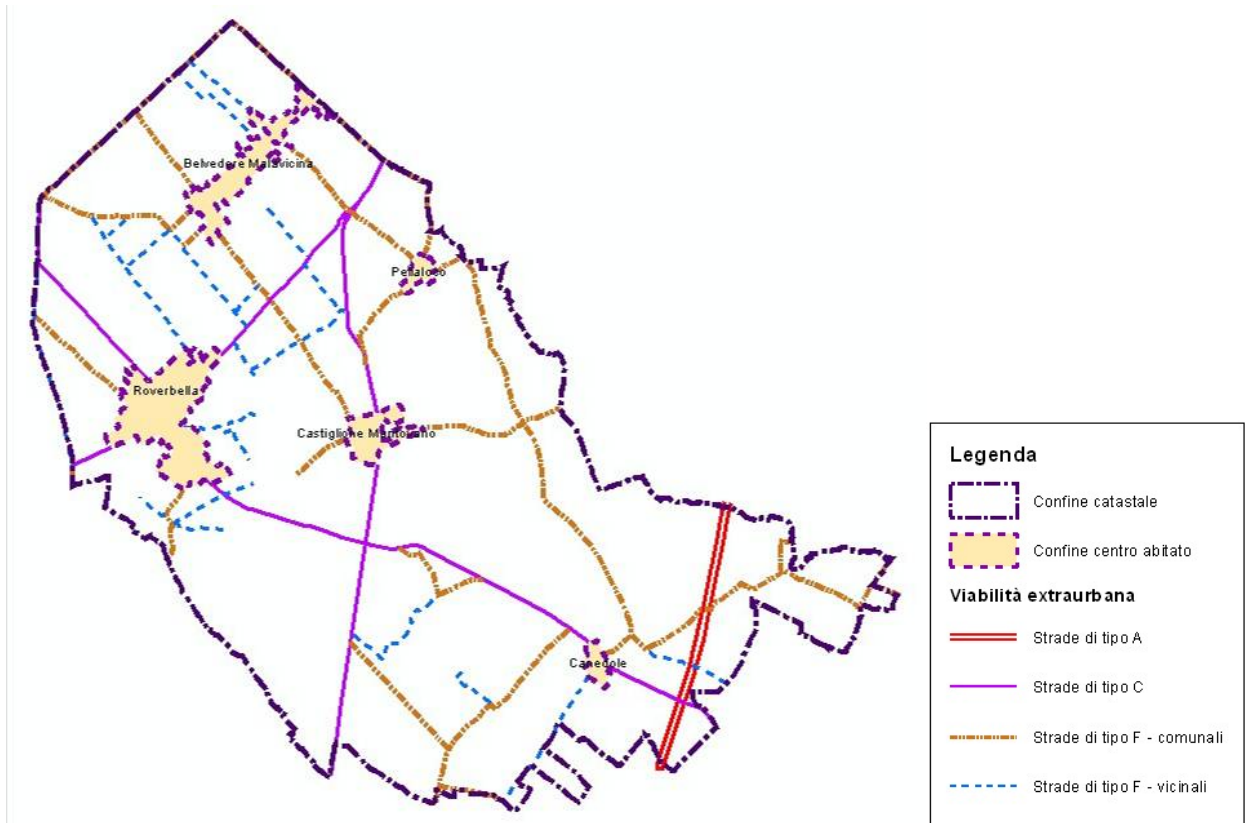 Belvedere Malavicina
Pellaloco
Roverbella
Castiglione Mantovano
Canedole
Legenda
Confine catastale
Confine centro abitato
Viabilità extraurbana
Strade di tipo A
Strade di tipo C
Strade di tipo F - comunali
Strade di tipo F - vicinali